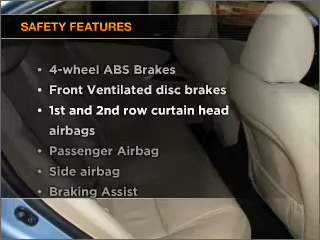 SAFETY FEATURES
• 4-wheel ABS Brakes
• Front Ventilated disc brakes
• 1st and 2nd row curtain head
airbags
• Passenger Airbag
• Side airbag
• Braking Assist